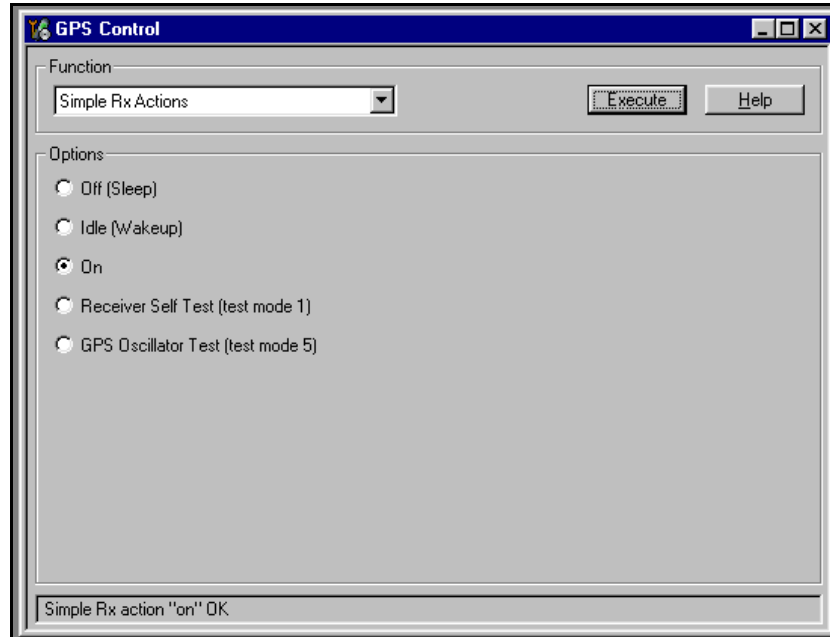 GPS Control
Function
Simple Rx Actions
Execute
Help
Options
Off (Sleep)
Idle (Wakeup)
On
Receiver Self Test (test mode 1)
GPS Oscillator Test (test mode 5)
Simple Rx action "on" OK